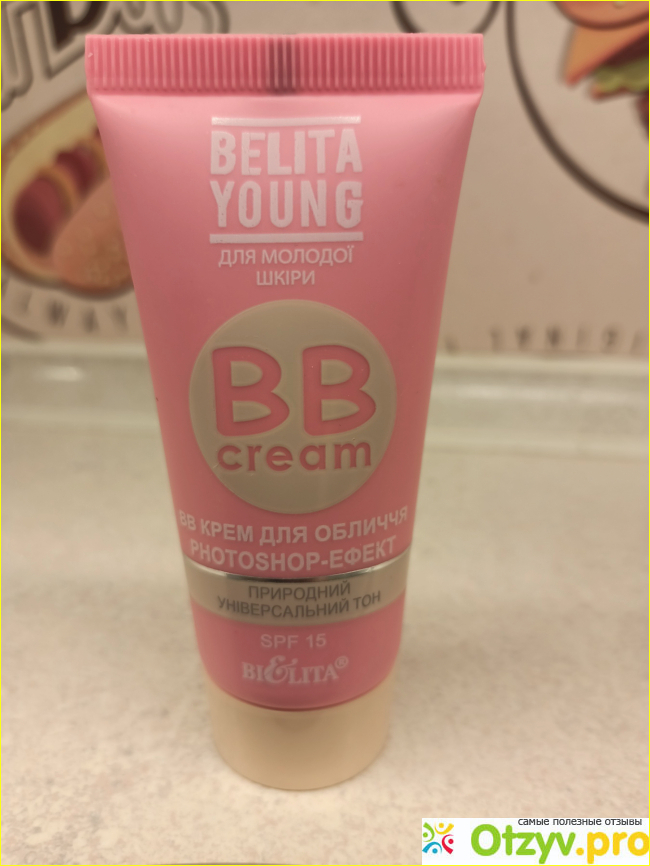 BELITA
YOUNG
ДЛЯ МОЛОДОЇ
ШКІРИ
BB
cream
BB КРЕМ ДЛЯ ОБЛИЧЧЯ
PHOTOSHOP-ЕФЕКТ
ПРИРОДНИЙ
УНІВЕРСАЛЬНИЙ ТОН
SPF 15
BIELITA®
самые полезные отзывы
Otzyv.pro